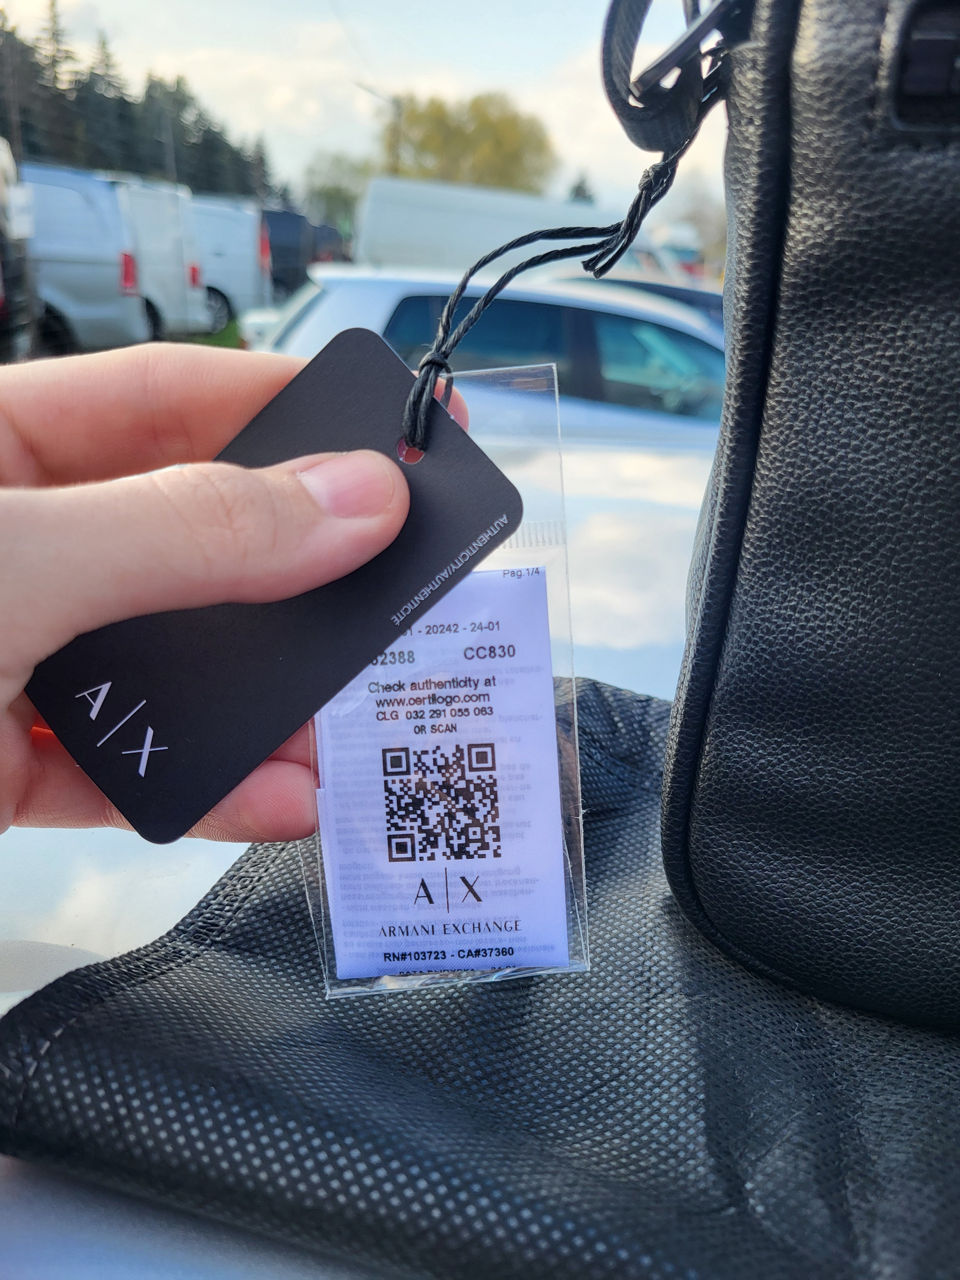 AUTHENTICITY/AUTHENTICITÉ
A|X
Pag.1/4
- 20242 - 24-01
CC830
Check authenticity at
www.certilogo.com
CLG 032 291 055 063
OR SCAN
A|X
ARMANI EXCHANGE
RN#103723 - CA#37360